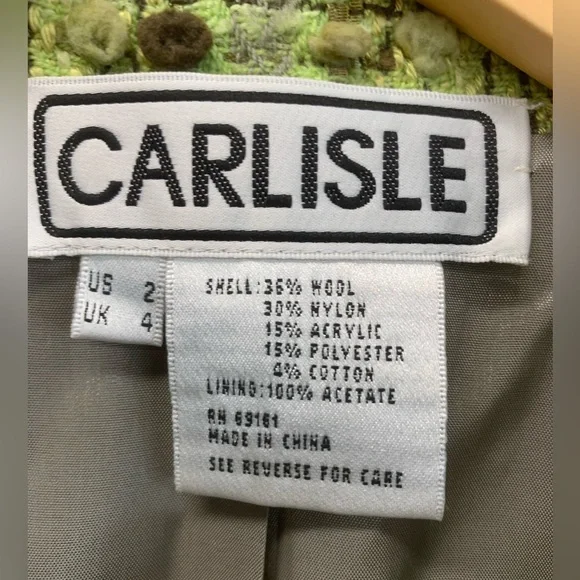 CARLISLE
US 2
UK 4
SHELL: 36% WOOL
30% NYLON
15% ACRYLIC
15% POLYESTER
4% COTTON
LINING: 100% ACETATE
RN 69161
MADE IN CHINA
SEE REVERSE FOR CARE